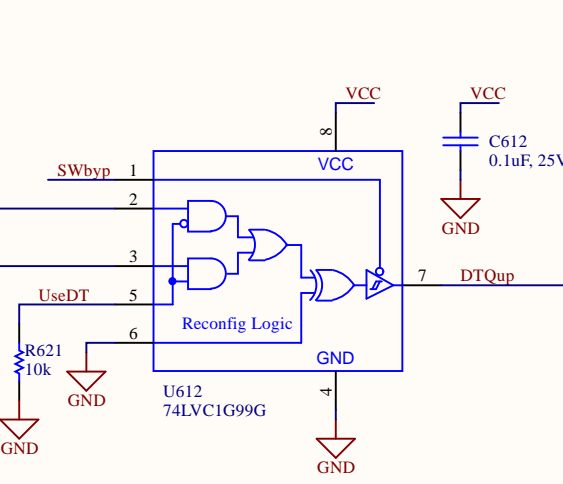 VCC
VCC
8
C612
0.1uF, 25V
VCC
SWbyp
1
2
GND
3
7
DTQup
UseDT
5
Reconfig Logic
6
R621
10k
GND
GND
U612
74LVC1G99G
4
GND
GND